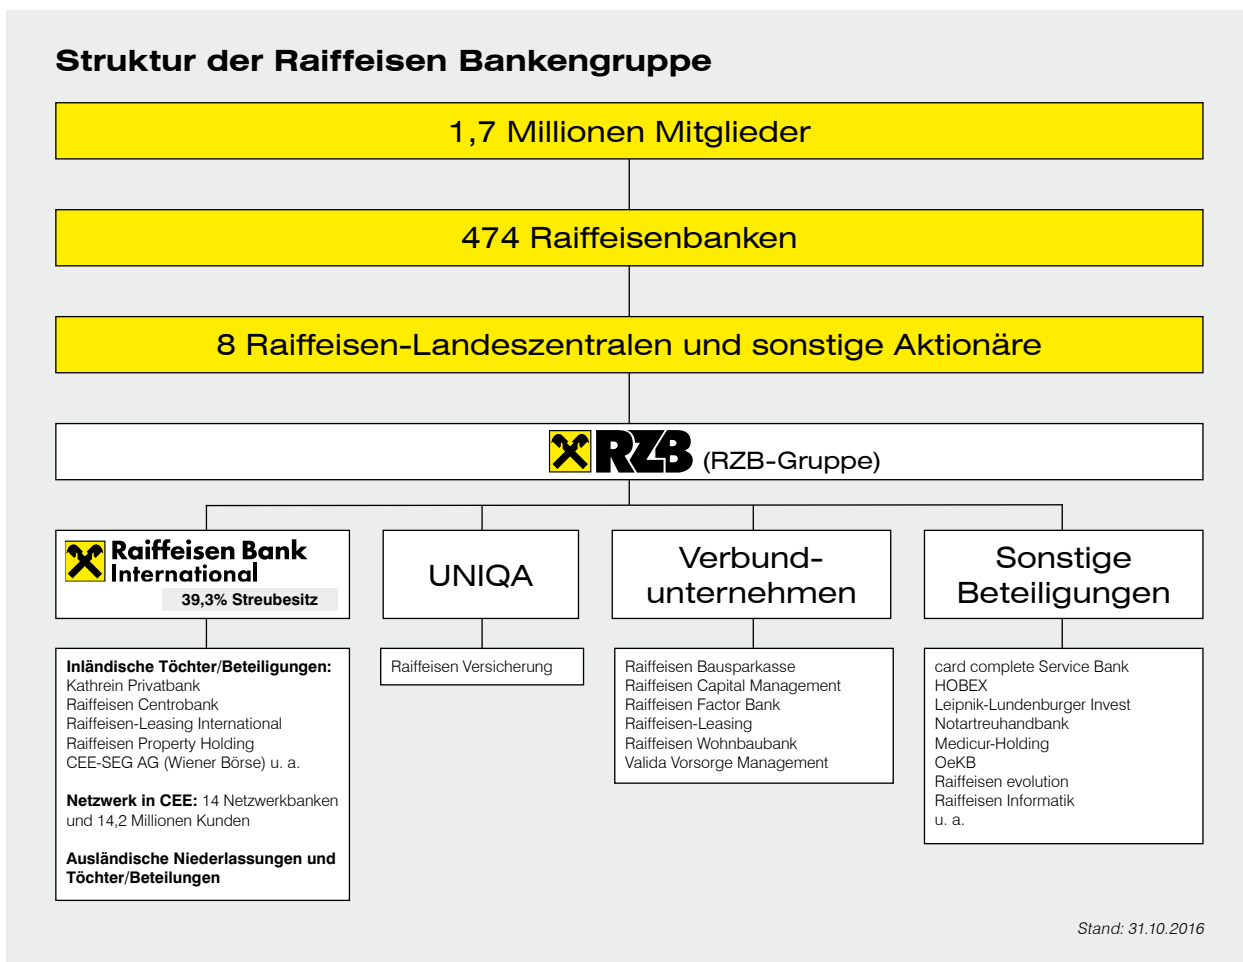 Struktur der Raiffeisen Bankengruppe
1,7 Millionen Mitglieder
474 Raiffeisenbanken
8 Raiffeisen-Landeszentralen und sonstige Aktionäre
RZB (RZB-Gruppe)
Raiffeisen Bank
International
39,3% Streubesitz
UNIQA
Verbund-
unternehmen
Sonstige
Beteiligungen
Inländische Töchter/Beteiligungen:
Kathrein Privatbank
Raiffeisen Centrobank
Raiffeisen-Leasing International
Raiffeisen Property Holding
CEE-SEG AG (Wiener Börse) u. a.
Netzwerk in CEE: 14 Netzwerkbanken
und 14,2 Millionen Kunden
Ausländische Niederlassungen und
Töchter/Beteilungen
Raiffeisen Versicherung
Raiffeisen Bausparkasse
Raiffeisen Capital Management
Raiffeisen Factor Bank
Raiffeisen-Leasing
Raiffeisen Wohnbaubank
Valida Vorsorge Management
card complete Service Bank
HOBEX
Leipnik-Lundenburger Invest
Notartreuhandbank
Medicur-Holding
OeKB
Raiffeisen evolution
Raiffeisen Informatik
u. a.
Stand: 31.10.2016